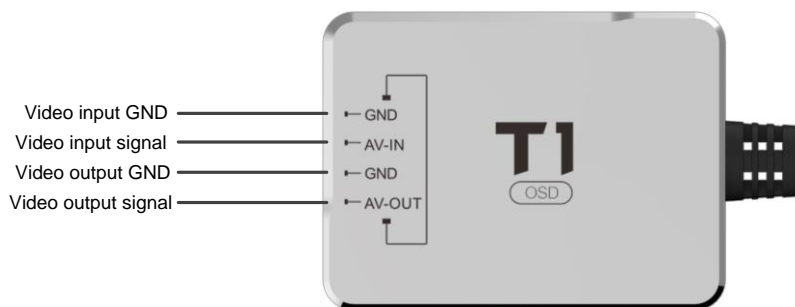 Video input GND
GND
Video input signal
AV-IN
Video output GND
GND
Video output signal
AV-OUT
T1
OSD